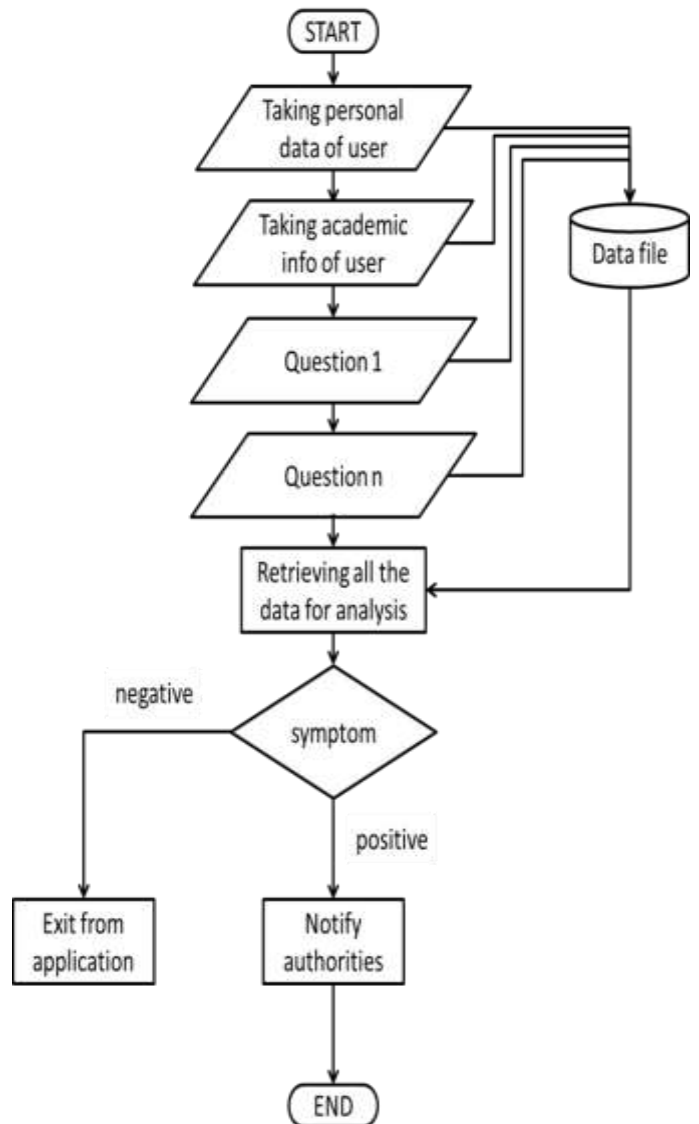 START
Taking personal
data of user
Taking academic
info of user
Data file
Question 1
Question n
Retrieving all the
data for analysis
negative
symptom
positive
Exit from
application
Notify
authorities
END